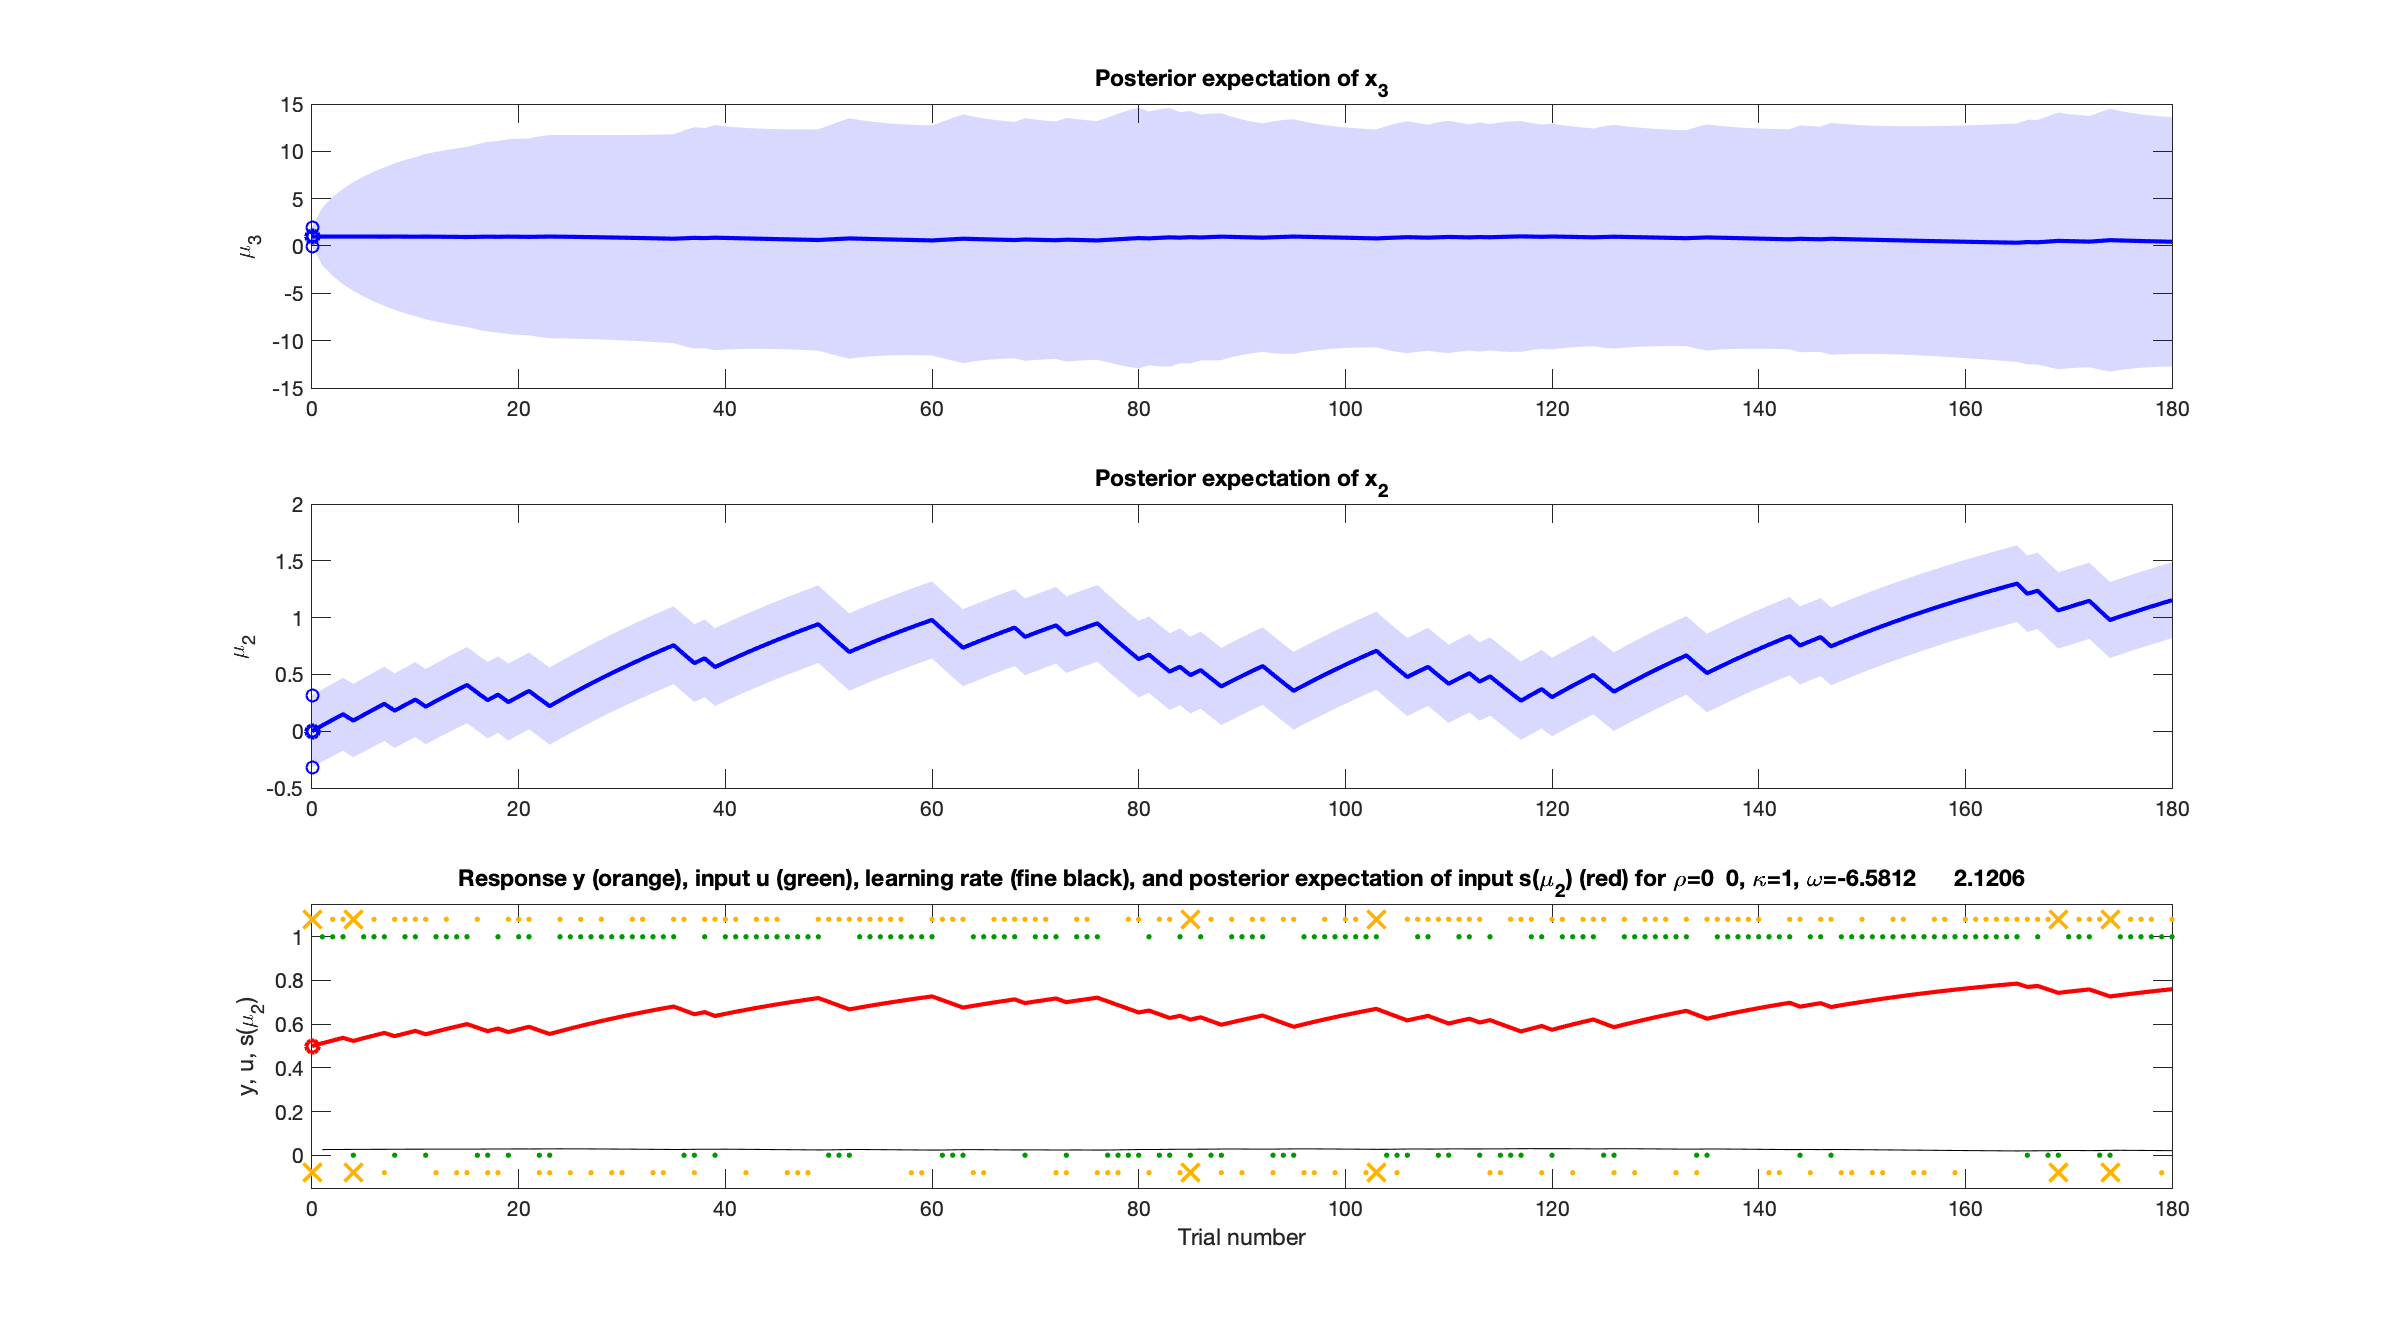 Posterior expectation of x₃
15
10
5
0
-5
-10
-15
μ₃
0 20 40 60 80 100 120 140 160 180
Posterior expectation of x₂
2
1.5
1
0.5
0
-0.5
μ₂
0 20 40 60 80 100 120 140 160 180
Response y (orange), input u (green), learning rate (fine black), and posterior expectation of input s(μ₂) (red) for ρ=0 0, κ=1, ω=-6.5812 2.1206
1
0.8
0.6
0.4
0.2
0
y, u, s(μ₂)
0 20 40 60 80 100 120 140 160 180
Trial number